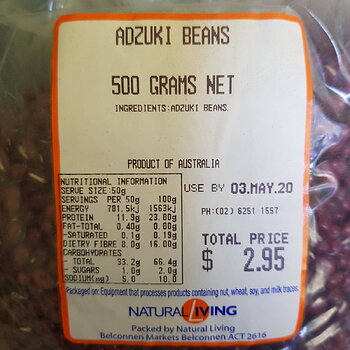 ADZUKI BEANS
500 GRAMS NET
INGREDIENTS:ADZUKI BEANS.
PRODUCT OF AUSTRALIA
NUTRITIONAL INFORMATION
SERVE SIZE:50g
SERVINGS PER 50g 100g
ENERGY 781.5kj 1563kj
PROTEIN 11.9g 23.80g
FAT-TOTAL 0.40g 0.80g
-SATURATED 0.1g 0.19g
DIETRY FIBRE 8.0g 16.00g
CARBOHYDRATES
- TOTAL 33.2g 66.4g
- SUGARS 1.0g 2.0g
SODIUM(mg) 5.0 10.0
USE BY 03.MAY.20
PH:(02) 6251 1557
TOTAL PRICE
$ 2.95
Packaged on: Equipment that processes products containing nut, wheat, soy, and milk traces.
NATURAL LIVING
Packed by Natural Living
Belconnen Markets Belconnen ACT 2616